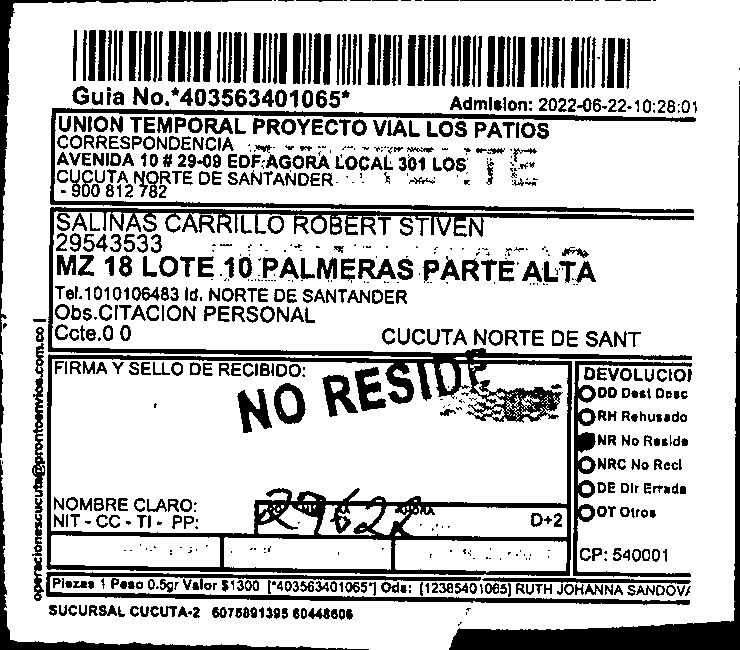 Guia No.*403563401065*
Admision: 2022-06-22-10:28:01
UNION TEMPORAL PROYECTO VIAL LOS PATIOS
CORRESPONDENCIA
AVENIDA 10 # 29-09 EDF:AGORA LOCAL 301 LOS
CUCUTA NORTE DE SANTANDER
- 900 812 782
SALINAS CARRILLO ROBERT STIVEN
29543533
MZ 18 LOTE 10 PALMERAS PARTE ALTA
Tel.1010106483 Id. NORTE DE SANTANDER
Obs.CITACION PERSONAL
Ccte.0 0
CUCUTA NORTE DE SANT
FIRMA Y SELLO DE RECIBIDO:
NO RESIDE
DEVOLUCIO
DD Dest Desc
RH Rehusado
NR No Reside
NRC No Recl
DE Dir Errada
OT Otros
NOMBRE CLARO:
NIT - CC - TI - PP:
29622
D+2
CP: 540001
operacionescucuta@prontoenvios.com.co |
Piezas 1 Peso 0.5gr Valor $1300 [*403563401065*] Ods: [12385401065] RUTH JOHANNA SANDOVA
SUCURSAL CUCUTA-2 6075891395 60448606